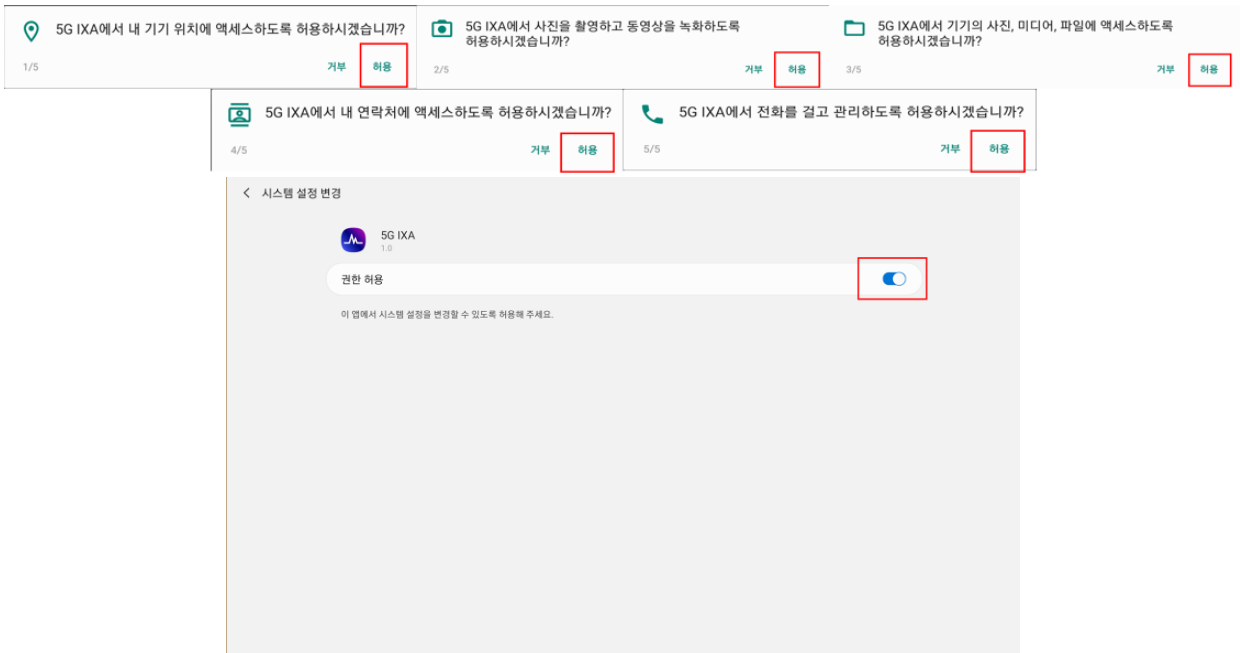 5G IXA에서 내 기기 위치에 액세스하도록 허용하시겠습니까?
1/5
거부
허용
5G IXA에서 사진을 촬영하고 동영상을 녹화하도록
허용하시겠습니까?
2/5
거부
허용
5G IXA에서 기기의 사진, 미디어, 파일에 액세스하도록
허용하시겠습니까?
3/5
거부
허용
5G IXA에서 내 연락처에 액세스하도록 허용하시겠습니까?
4/5
거부
허용
5G IXA에서 전화를 걸고 관리하도록 허용하시겠습니까?
5/5
거부
허용
시스템 설정 변경
5G IXA
1.0
권한 허용
이 앱에서 시스템 설정을 변경할 수 있도록 허용해 주세요.